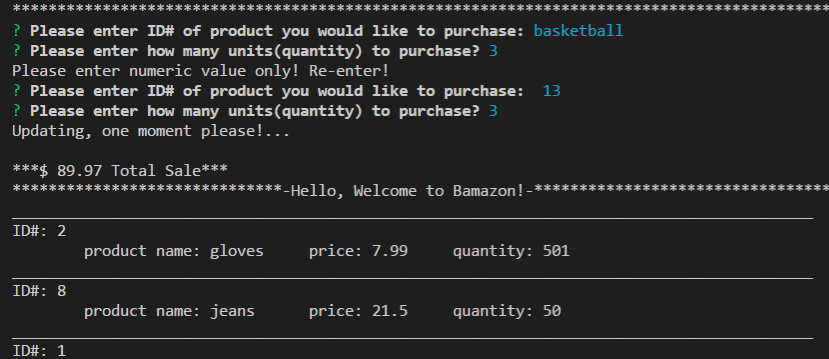 *******************************************************************************************
? Please enter ID# of product you would like to purchase: basketball
? Please enter how many units(quantity) to purchase? 3
Please enter numeric value only! Re-enter!
? Please enter ID# of product you would like to purchase:  13
? Please enter how many units(quantity) to purchase? 3
Updating, one moment please!...
***$ 89.97 Total Sale***
******************************-Hello, Welcome to Bamazon!-*********************************
ID#: 2
product name: gloves     price: 7.99     quantity: 501
ID#: 8
product name: jeans      price: 21.5     quantity: 50
ID#: 1